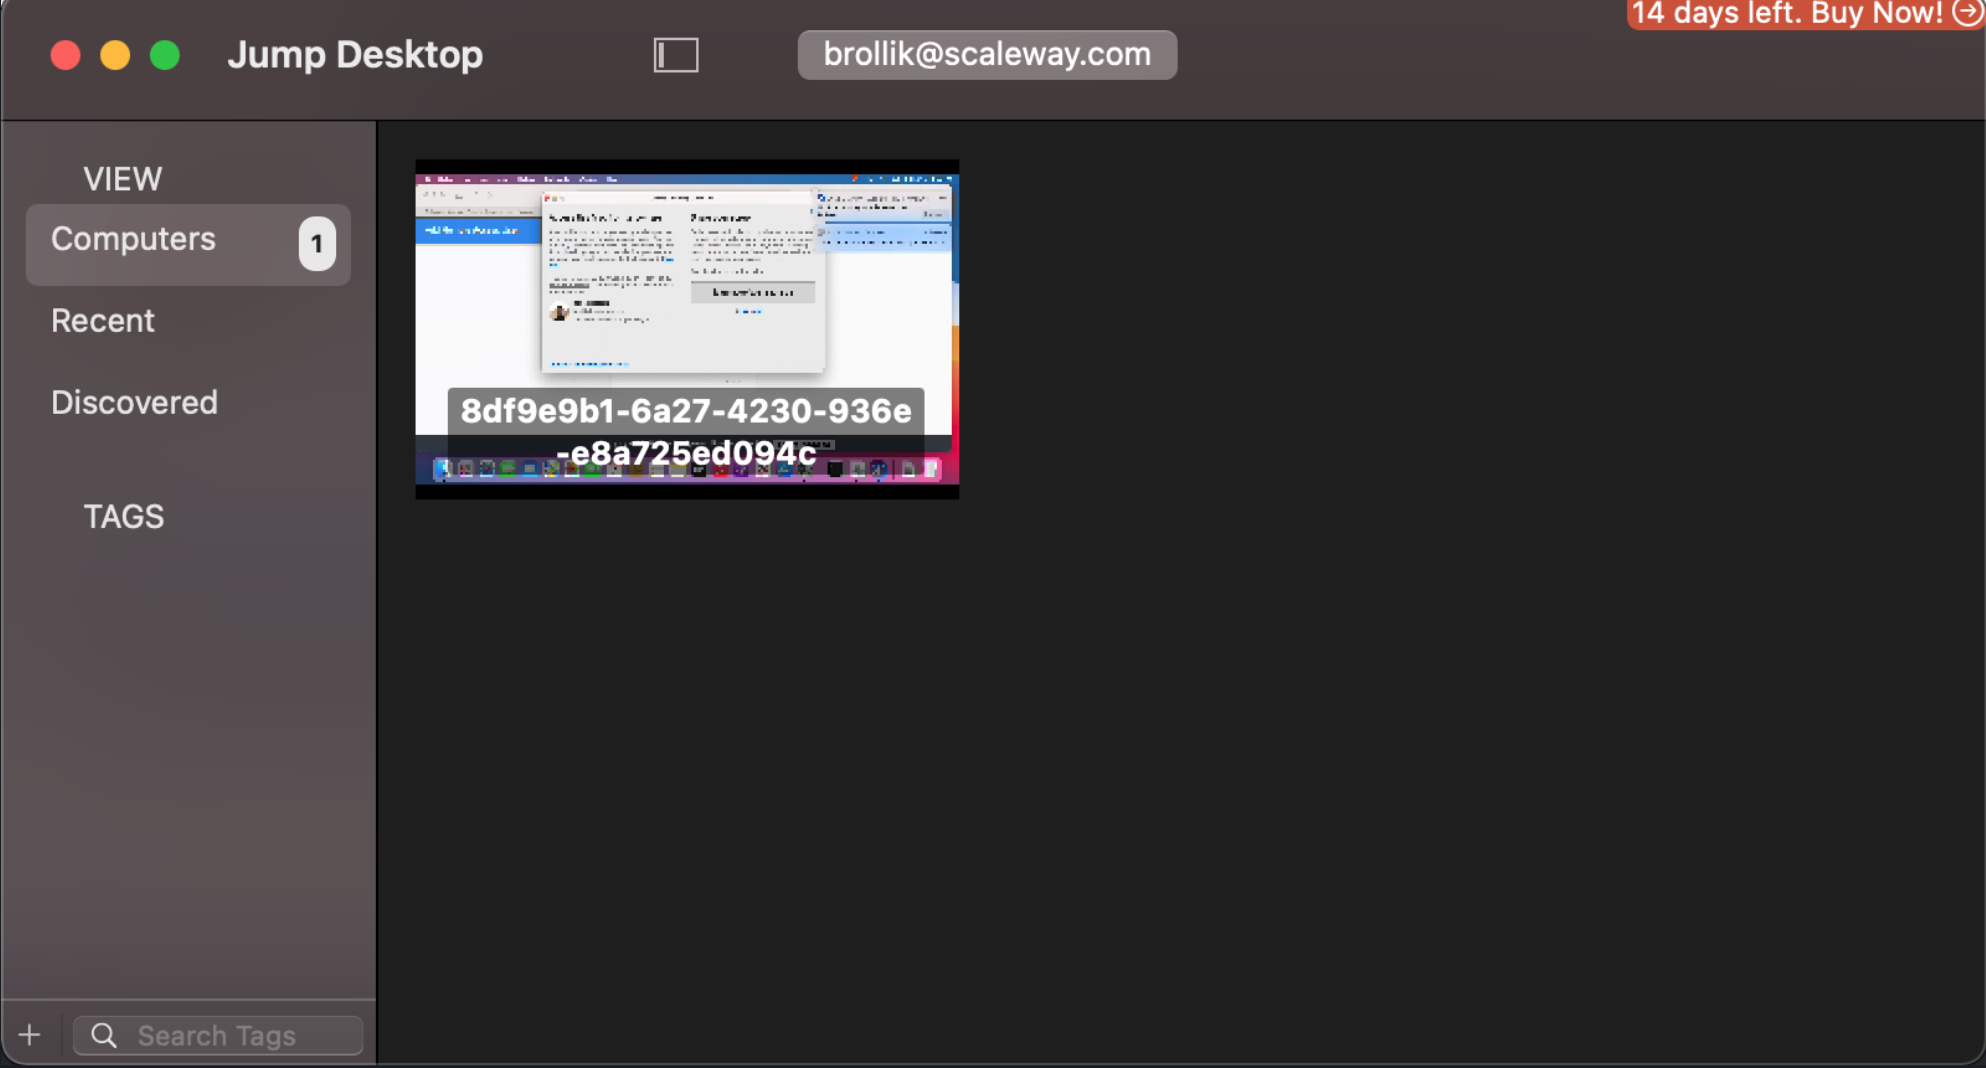 14 days left. Buy Now!
Jump Desktop
brollik@scaleway.com
VIEW
Computers
1
Recent
Discovered
TAGS
Search Tags
8df9e9b1-6a27-4230-936e
-e8a725ed094c